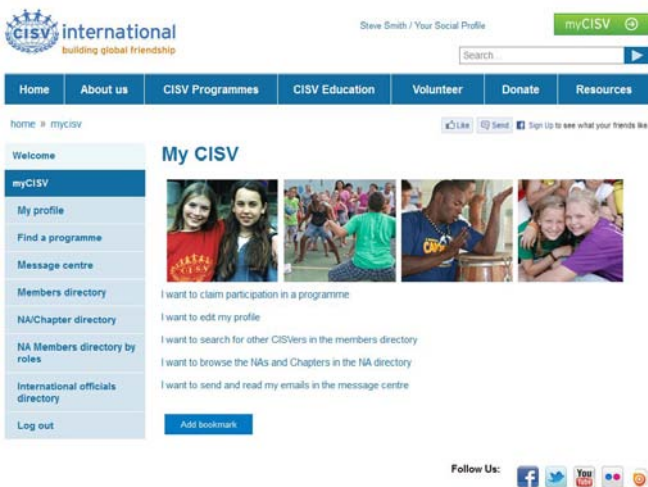 CISV international
building global friendship
Steve Smith / Your Social Profile
myCISV
Search...
Home About us CISV Programmes CISV Education Volunteer Donate Resources
home » mycisv
Like Send Sign Up to see what your friends like
Welcome
myCISV
My profile
Find a programme
Message centre
Members directory
NA/Chapter directory
NA Members directory by
roles
International officials
directory
Log out
My CISV
I want to claim participation in a programme
I want to edit my profile
I want to search for other CISVers in the members directory
I want to browse the NAs and Chapters in the NA directory
I want to send and read my emails in the message centre
Add bookmark
Follow Us:
You
Tube